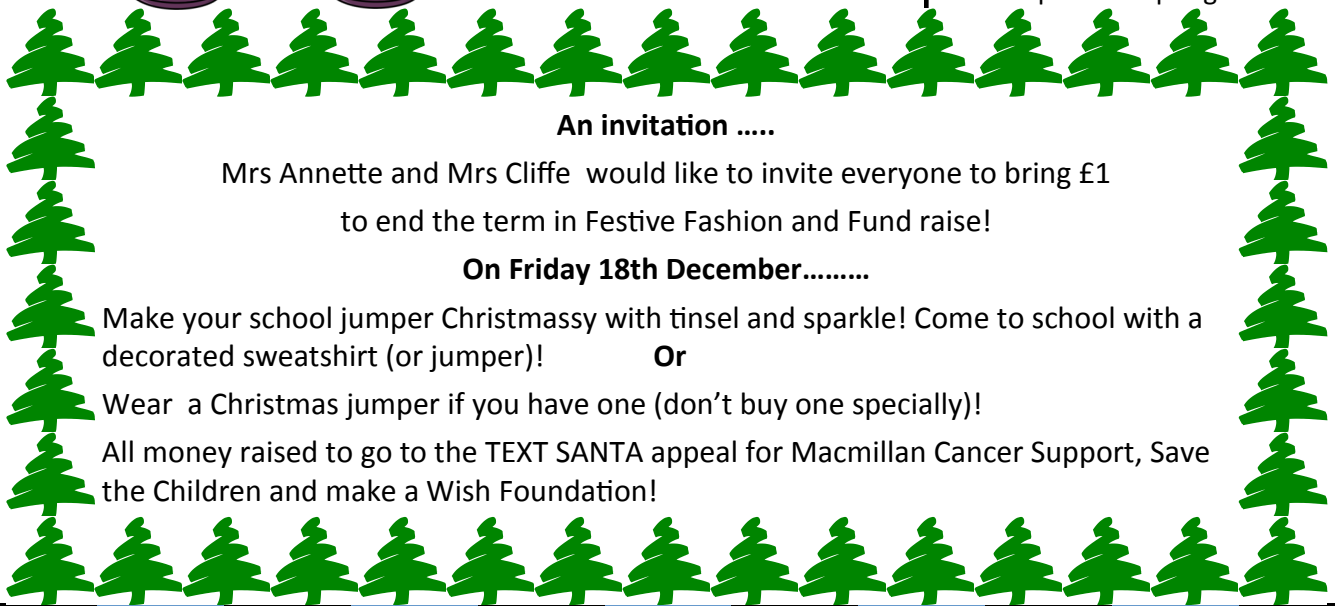 An invitation …..
Mrs Annette and Mrs Cliffe would like to invite everyone to bring £1
to end the term in Festive Fashion and Fund raise!
On Friday 18th December………
Make your school jumper Christmassy with tinsel and sparkle! Come to school with a
decorated sweatshirt (or jumper)! Or
Wear a Christmas jumper if you have one (don't buy one specially)!
All money raised to go to the TEXT SANTA appeal for Macmillan Cancer Support, Save
the Children and make a Wish Foundation!